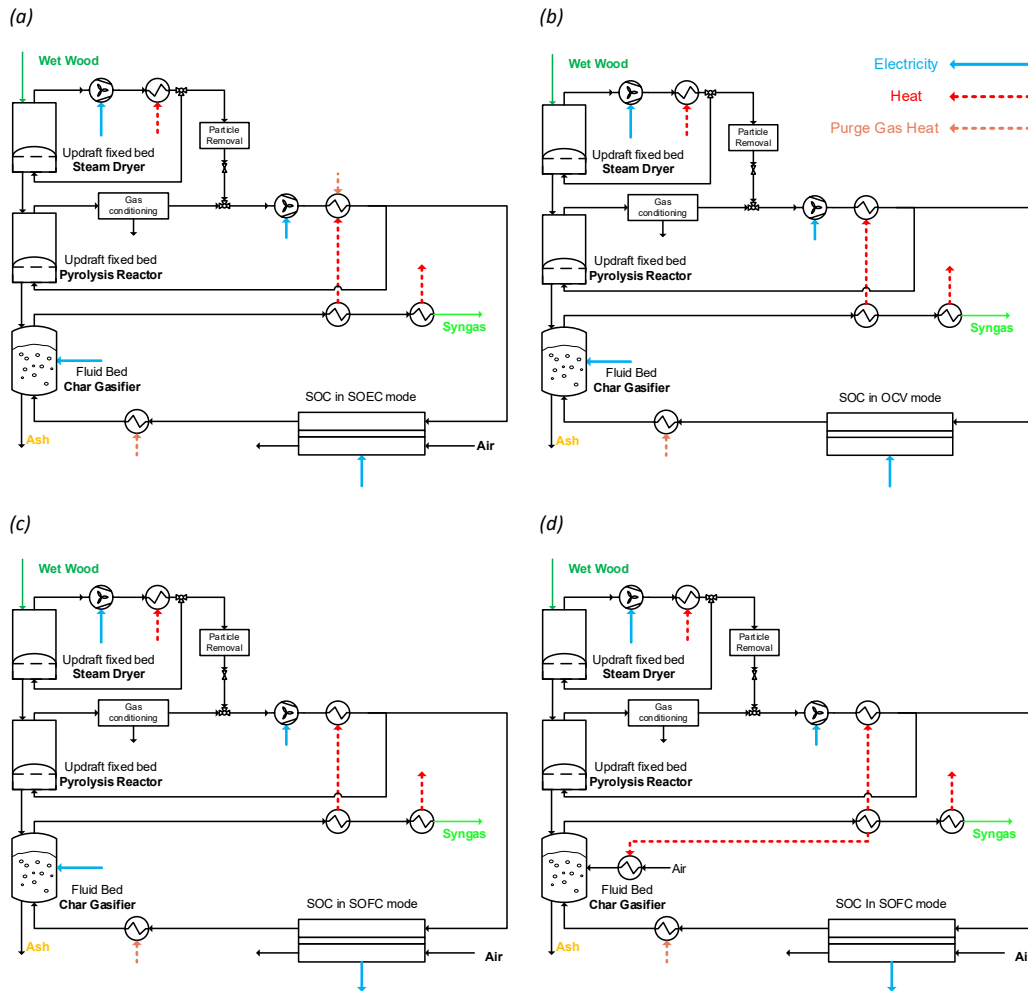 (a)
Wet Wood
Particle
Removal
Updraft fixed bed
Steam Dryer
Gas
conditioning
Updraft fixed bed
Pyrolysis Reactor
Syngas
Fluid Bed
Char Gasifier
SOC in SOEC mode
Ash
Air
(b)
Wet Wood
Electricity
Heat
Purge Gas Heat
Particle
Removal
Updraft fixed bed
Steam Dryer
Gas
conditioning
Updraft fixed bed
Pyrolysis Reactor
Syngas
Fluid Bed
Char Gasifier
SOC in OCV mode
Ash
(c)
Wet Wood
Particle
Removal
Updraft fixed bed
Steam Dryer
Gas
conditioning
Updraft fixed bed
Pyrolysis Reactor
Syngas
Fluid Bed
Char Gasifier
SOC in SOFC mode
Ash
Air
(d)
Wet Wood
Particle
Removal
Updraft fixed bed
Steam Dryer
Gas
conditioning
Updraft fixed bed
Pyrolysis Reactor
Syngas
Air
Fluid Bed
Char Gasifier
SOC In SOFC mode
Ash
Air